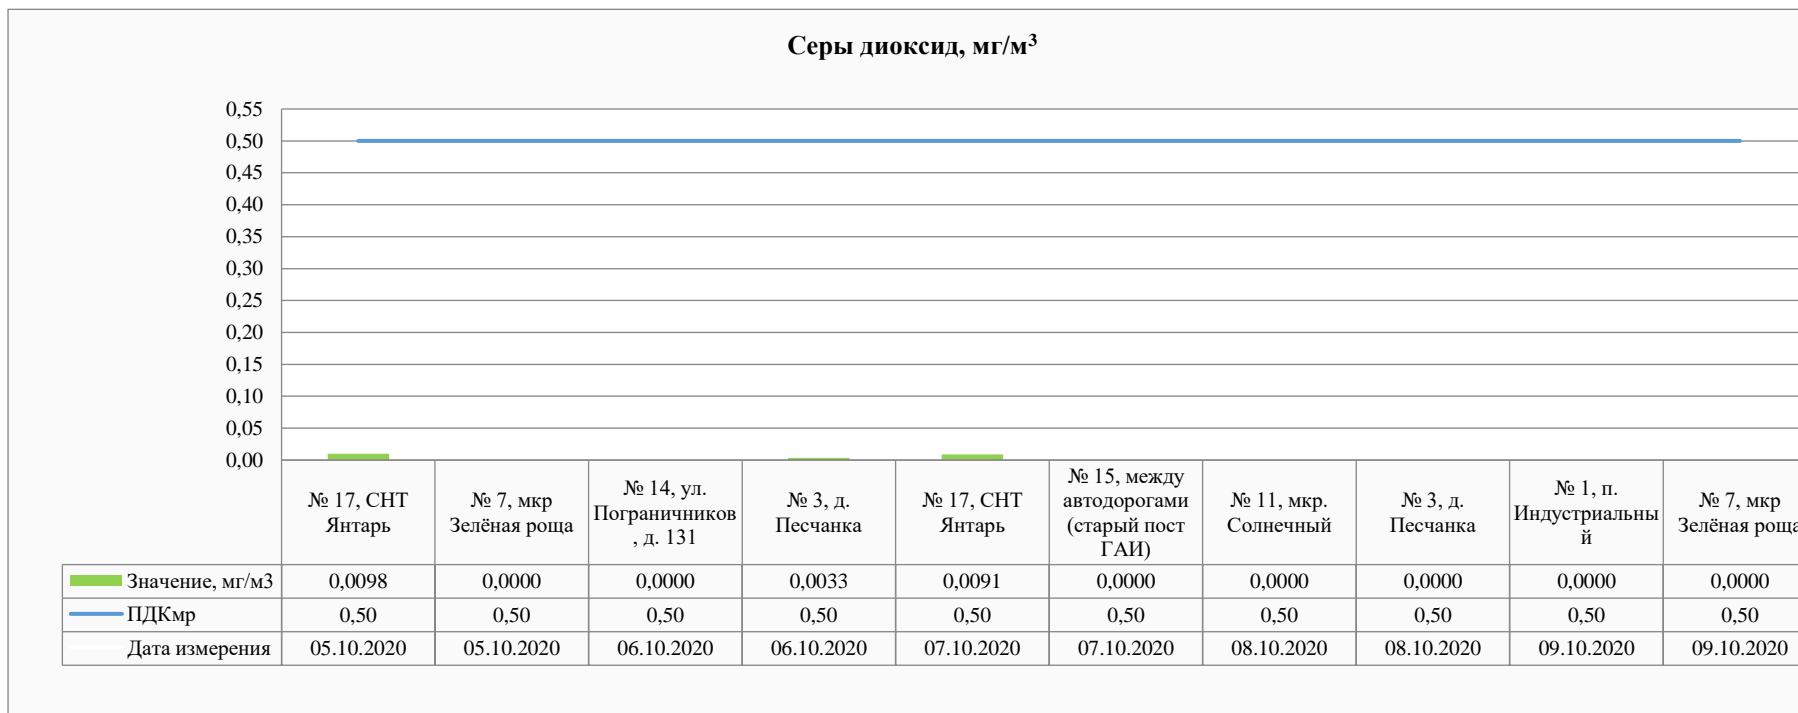 Серы диоксид, мг/м³
0,55
0,50
0,45
0,40
0,35
0,30
0,25
0,20
0,15
0,10
0,05
0,00
№ 17, СНТ
Янтарь
№ 7, мкр
Зелёная роща
№ 14, ул.
Пограничников
, д. 131
№ 3, д.
Песчанка
№ 17, СНТ
Янтарь
№ 15, между
автодорогами
(старый пост
ГАИ)
№ 11, мкр.
Солнечный
№ 3, д.
Песчанка
№ 1, п.
Индустриальны
й
№ 7, мкр
Зелёная роща
Значение, мг/м3 0,0098 0,0000 0,0000 0,0033 0,0091 0,0000 0,0000 0,0000 0,0000 0,0000
ПДКмр 0,50 0,50 0,50 0,50 0,50 0,50 0,50 0,50 0,50 0,50
Дата измерения 05.10.2020 05.10.2020 06.10.2020 06.10.2020 07.10.2020 07.10.2020 08.10.2020 08.10.2020 09.10.2020 09.10.2020